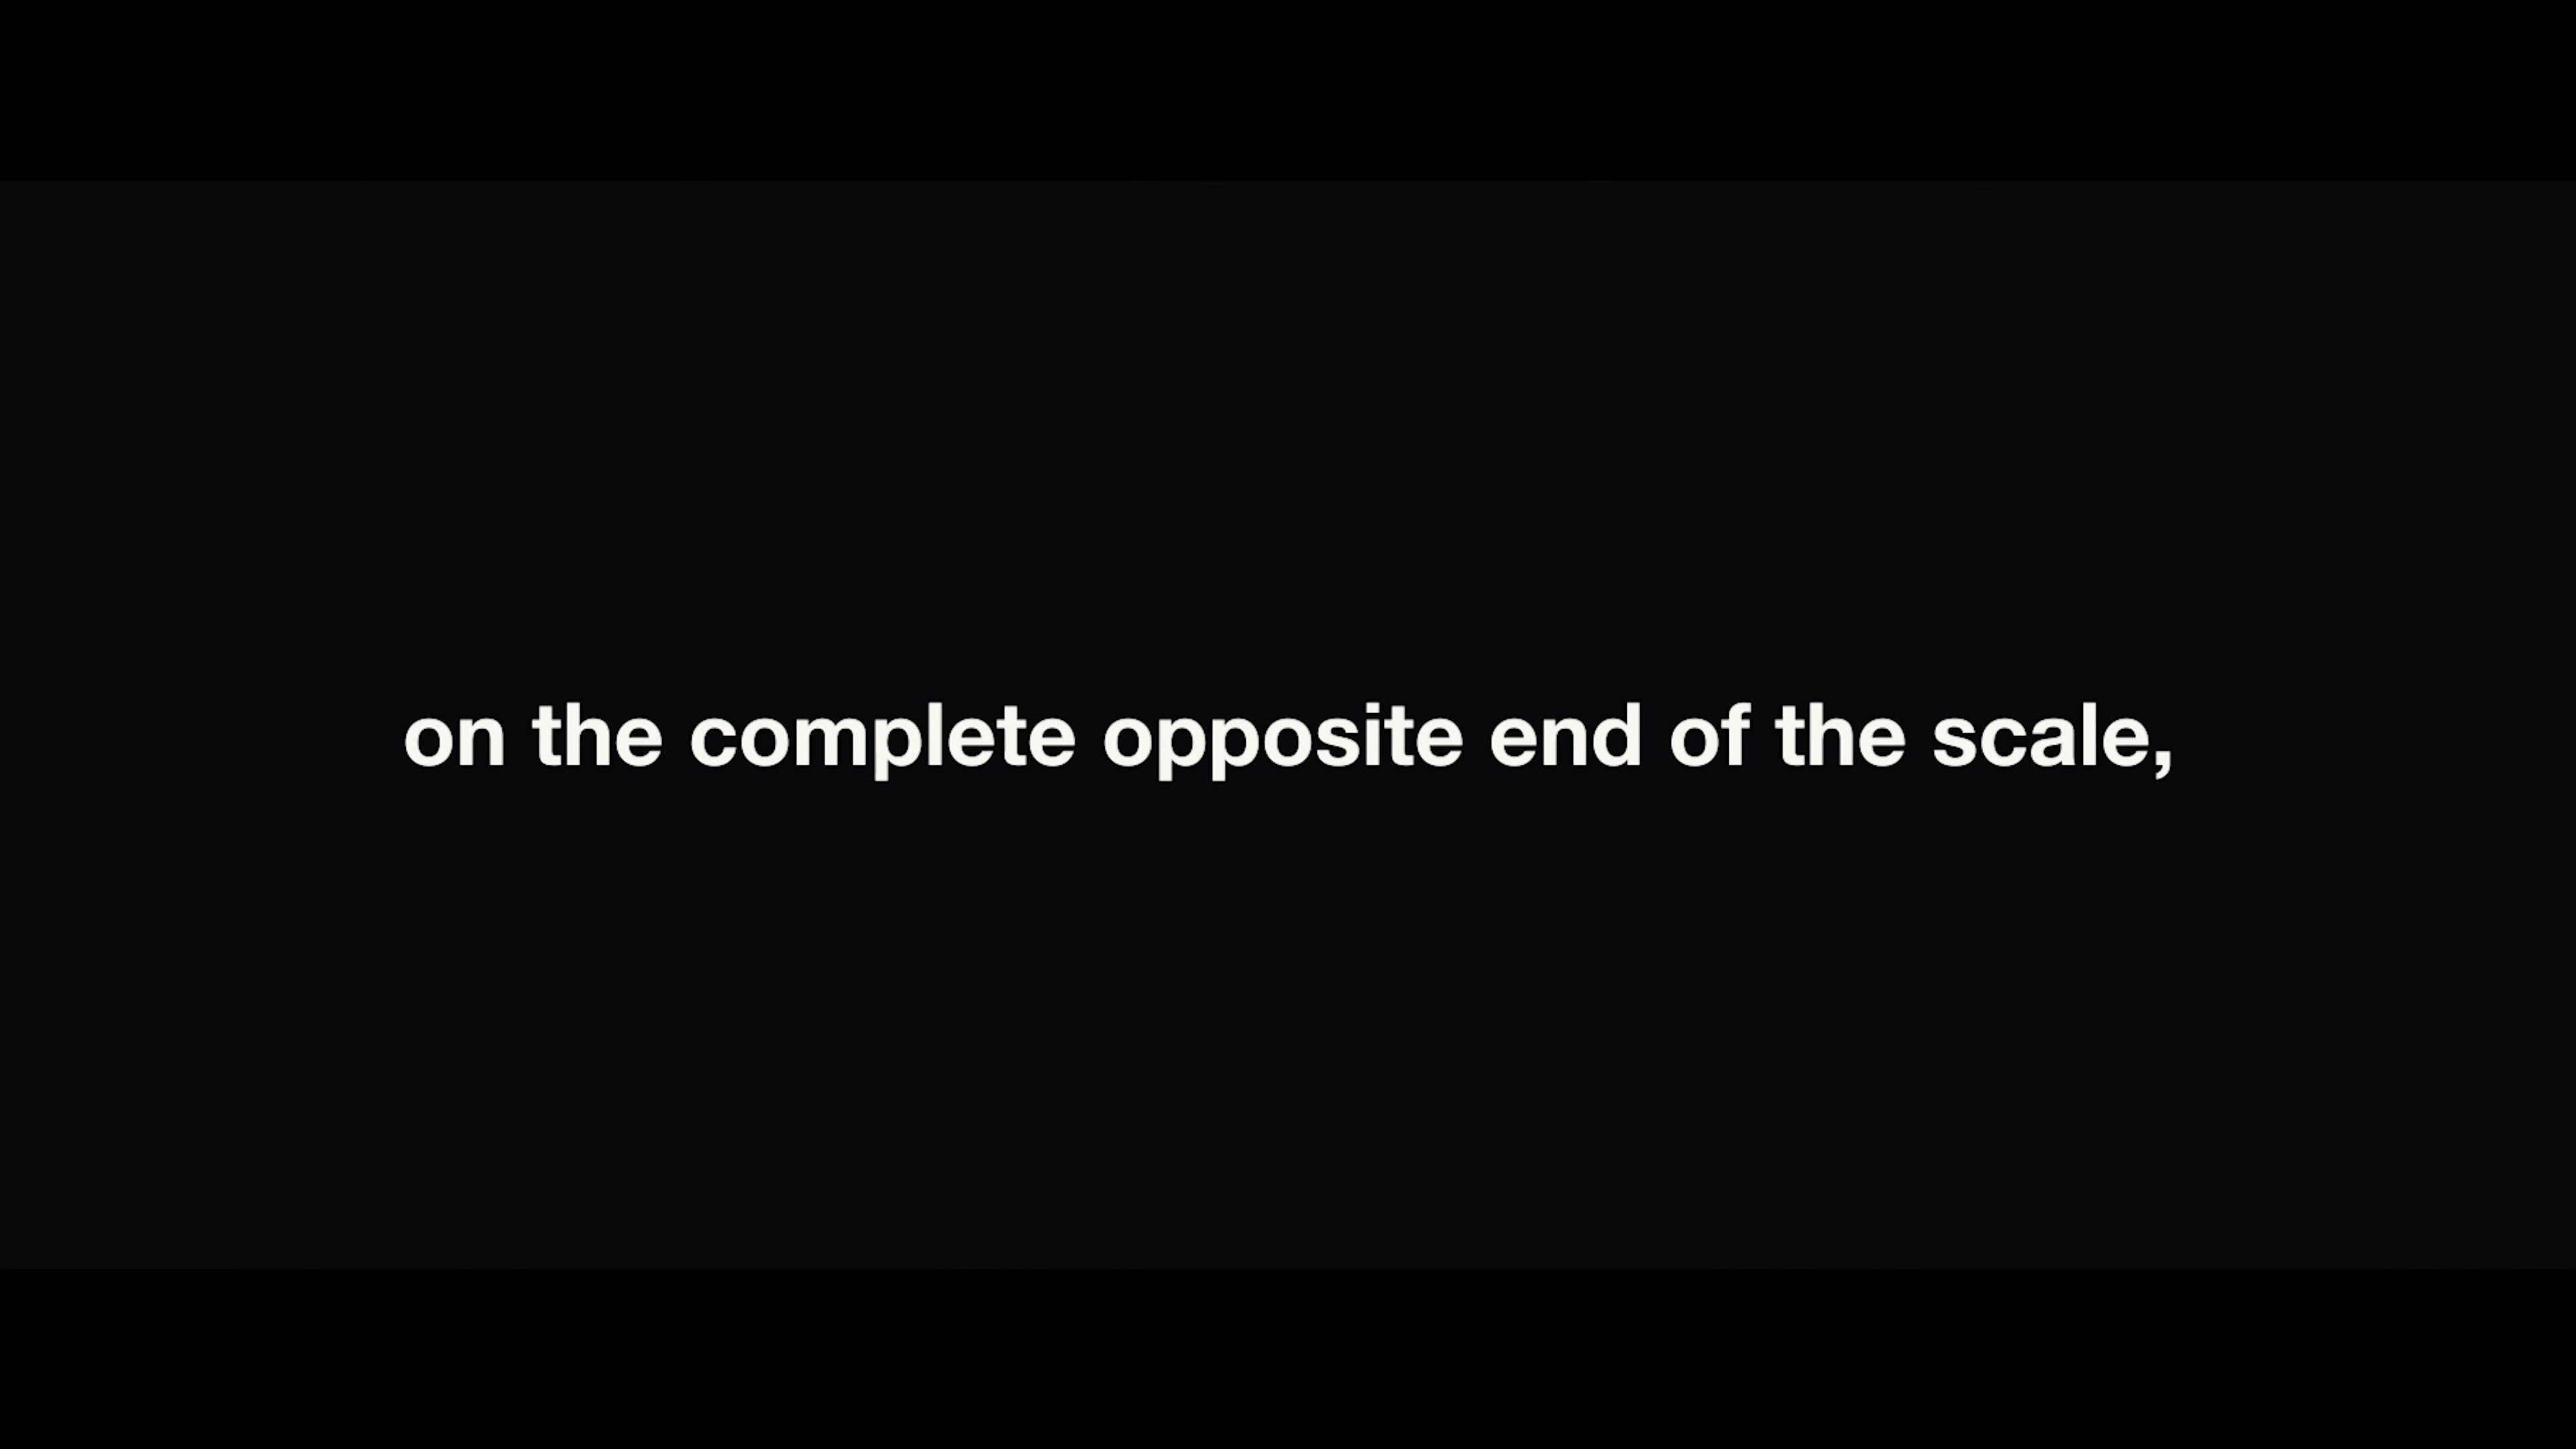 on the complete opposite end of the scale,